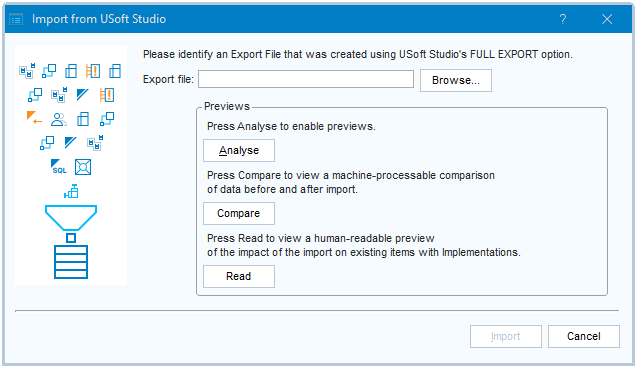 Import from USoft Studio
?
Please identify an Export File that was created using USoft Studio's FULL EXPORT option.
Export file:
Browse...
Previews
Press Analyse to enable previews.
Analyse
Press Compare to view a machine-processable comparison
of data before and after import.
Compare
Press Read to view a human-readable preview
of the impact of the import on existing items with Implementations.
Read
SQL
Import
Cancel